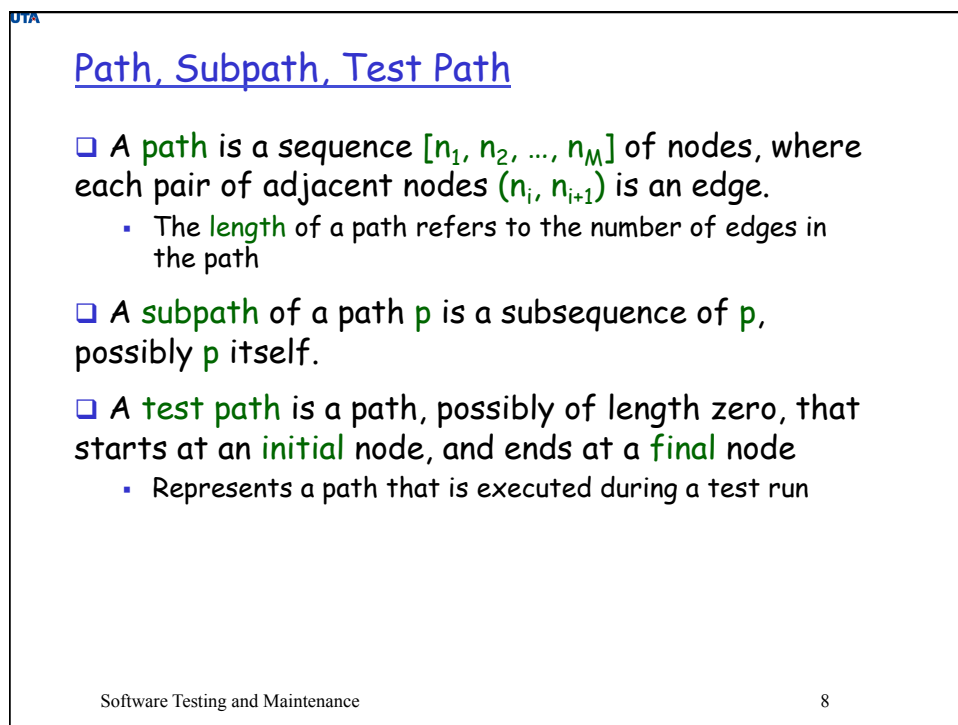 UTA
Path, Subpath, Test Path
❑ A path is a sequence [n₁, n₂, …, nM] of nodes, where
each pair of adjacent nodes (nᵢ, nᵢ₊₁) is an edge.
▪ The length of a path refers to the number of edges in
the path
❑ A subpath of a path p is a subsequence of p,
possibly p itself.
❑ A test path is a path, possibly of length zero, that
starts at an initial node, and ends at a final node
▪ Represents a path that is executed during a test run
Software Testing and Maintenance 8